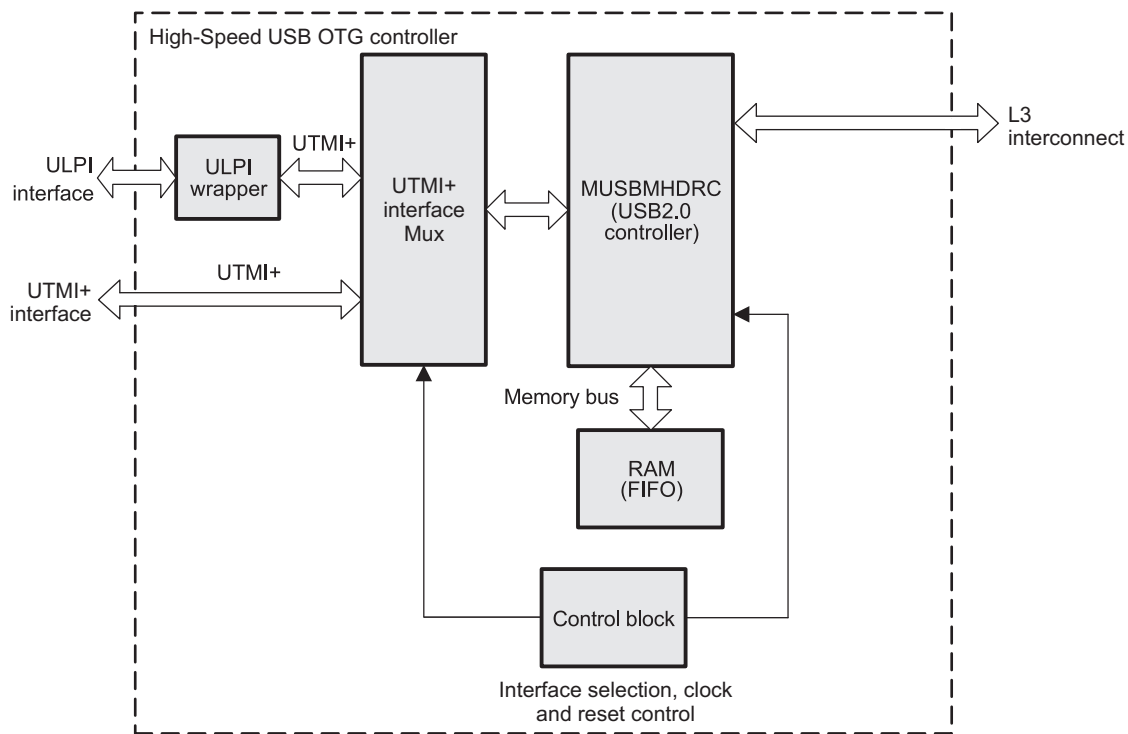 High-Speed USB OTG controller
ULPI
interface
ULPI
wrapper
UTMI+
UTMI+
interface
Mux
MUSBMHDRC
(USB2.0
controller)
L3
interconnect
UTMI+
interface
UTMI+
Memory bus
RAM
(FIFO)
Control block
Interface selection, clock
and reset control